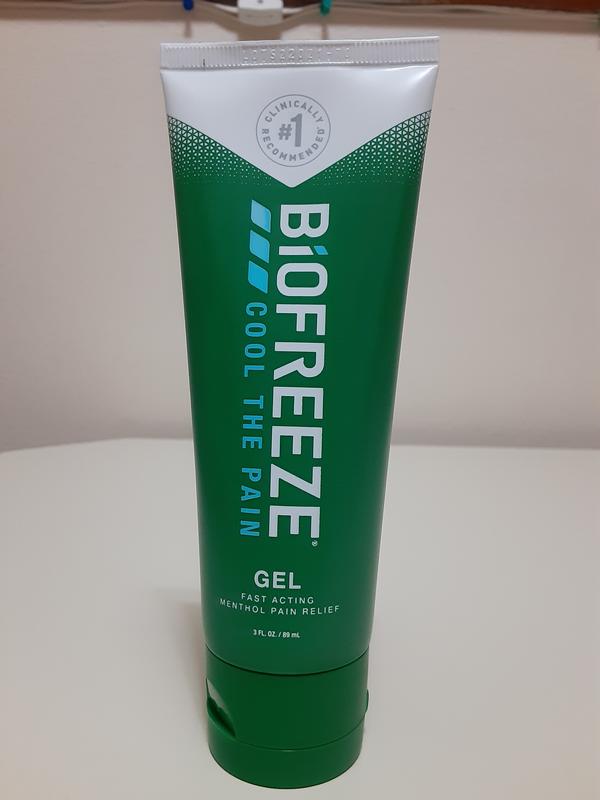 CLINICALLY
#1
RECOMMENDED
BIOFREEZE®
COOL THE PAIN
GEL
FAST ACTING
MENTHOL PAIN RELIEF
3 FL. OZ. / 89 mL